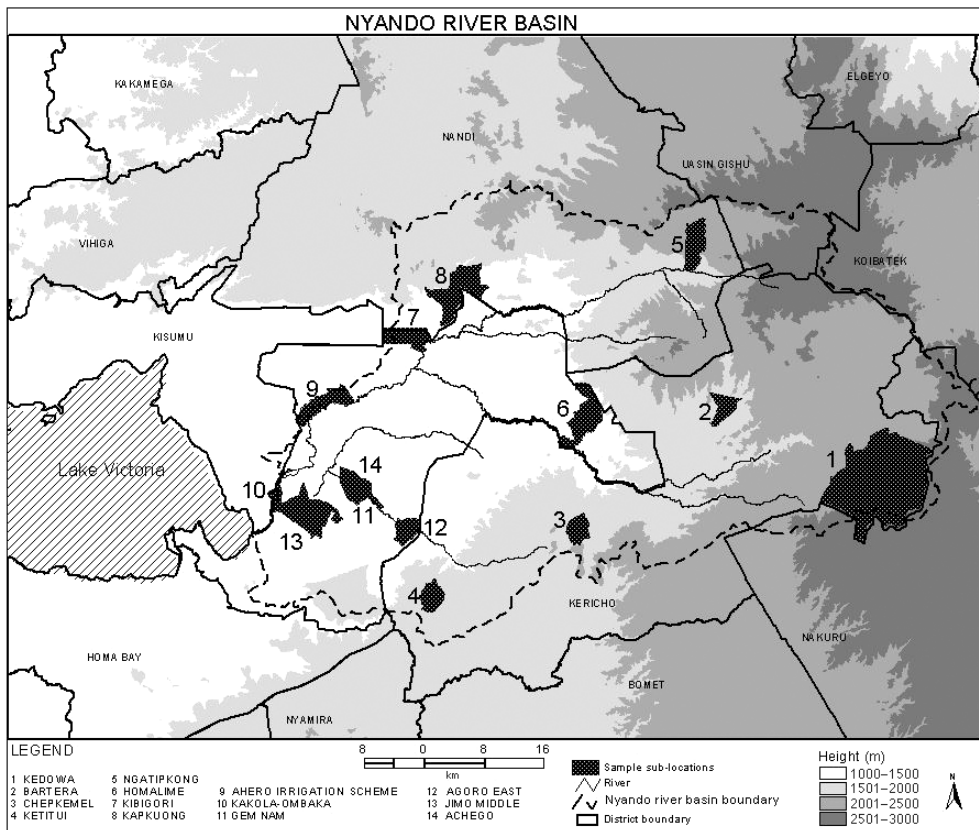 NYANDO RIVER BASIN
KAKAMEGA
ELGEYO
NANDI
UASIN GISHU
VIHIGA
KOIBATEK
5
8
7
KISUMU
9
6
2
Lake Victoria
1
14
10
11
3
12
13
4
KERICHO
NAKURU
HOMA BAY
BOMET
NYAMIRA
LEGEND
1 KEDOWA
2 BARTERA
3 CHEPKEMEL
4 KETITUI
5 NGATIPKONG
6 HOMALIME
7 KIBIGORI
8 KAPKUONG
9 AHERO IRRIGATION SCHEME
10 KAKOLA-OMBAKA
11 GEM NAM
12 AGORO EAST
13 JIMO MIDDLE
14 ACHEGO
8 0 8 16
km
Sample sub-locations
River
Nyando river basin boundary
District boundary
Height (m)
1000–1500
1501–2000
2001–2500
2501–3000
N